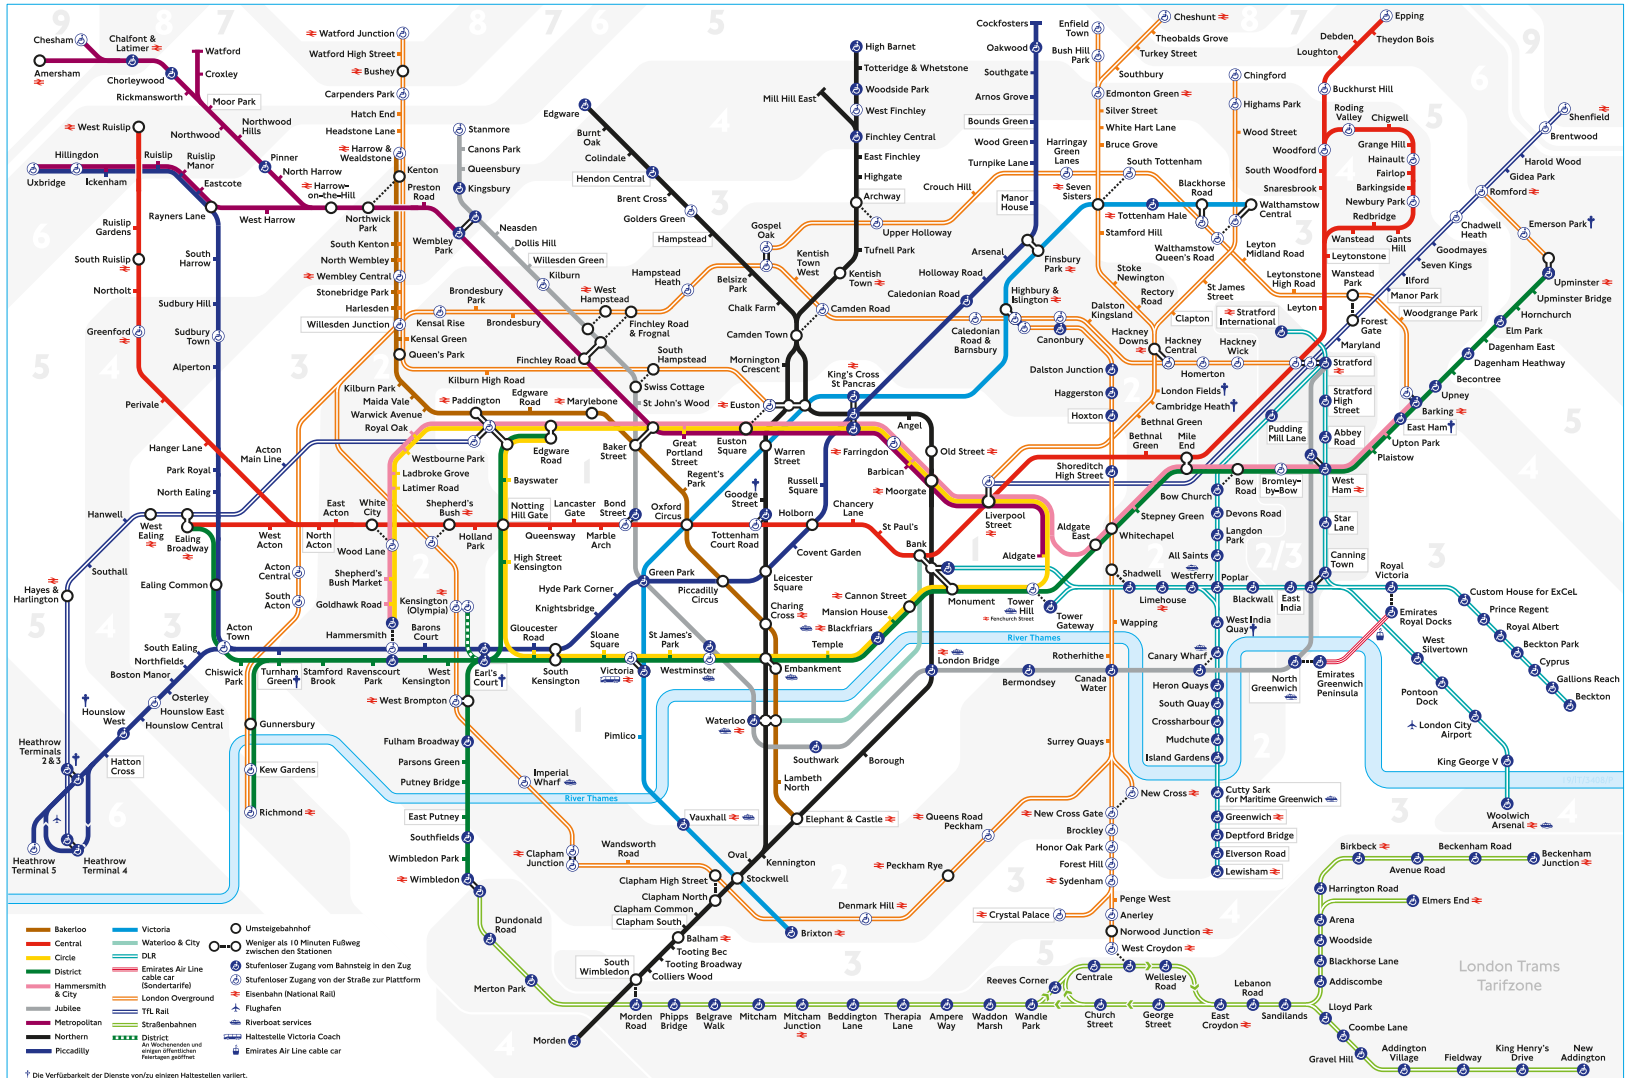 9
8
7
6
5
8
7
9
Chesham
Chalfont &
Latimer
Amersham
Chorleywood
Rickmansworth
Watford
Croxley
Moor Park
Northwood
Northwood
Hills
Pinner
North Harrow
Harrow-
on-the-Hill
Northwick
Park
Preston
Road
Watford Junction
Watford High Street
Bushey
Carpenders Park
Hatch End
Headstone Lane
Harrow &
Wealdstone
Kenton
South Kenton
North Wembley
Wembley Central
Stonebridge Park
Harlesden
Willesden Junction
Kensal Green
Queen's Park
Kilburn Park
Maida Vale
Warwick Avenue
Royal Oak
Paddington
Edgware
Road
Marylebone
West Ruislip
Hillingdon
Uxbridge
Ickenham
Ruislip
Ruislip
Manor
Eastcote
Rayners Lane
West Harrow
Ruislip
Gardens
South Ruislip
Northolt
Greenford
Perivale
Hanger Lane
South
Harrow
Sudbury Hill
Sudbury
Town
Alperton
Park Royal
North Ealing
Stanmore
Canons Park
Queensbury
Kingsbury
Wembley
Park
Neasden
Dollis Hill
Willesden Green
Kilburn
West
Hampstead
Finchley Road
& Frognal
Finchley Road
South
Hampstead
Swiss Cottage
St John's Wood
Kilburn High Road
Brondesbury
Park
Brondesbury
Kensal Rise
Edgware
Burnt
Oak
Colindale
Hendon Central
Brent Cross
Golders Green
Hampstead
Hampstead
Heath
Belsize
Park
Chalk Farm
Camden Town
Mornington
Crescent
Euston
Mill Hill East
High Barnet
Totteridge & Whetstone
Woodside Park
West Finchley
Finchley Central
East Finchley
Highgate
Archway
Crouch Hill
Upper Holloway
Gospel
Oak
Kentish
Town
West
Tufnell Park
Kentish
Town
Camden Road
King's Cross
St Pancras
Cockfosters
Oakwood
Southgate
Arnos Grove
Bounds Green
Wood Green
Turnpike Lane
Manor
House
Arsenal
Holloway Road
Caledonian Road
Finsbury
Park
Highbury &
Islington
Caledonian
Road &
Barnsbury
Canonbury
Enfield
Town
Bush Hill
Park
Cheshunt
Theobalds Grove
Turkey Street
Southbury
Edmonton Green
Silver Street
White Hart Lane
Bruce Grove
Harringay
Green
Lanes
South Tottenham
Seven
Sisters
Tottenham Hale
Blackhorse
Road
Walthamstow
Central
Walthamstow
Queen's Road
Stamford Hill
Stoke
Newington
Rectory
Road
Clapton
St James
Street
Dalston
Kingsland
Hackney
Downs
Hackney
Central
Hackney
Wick
Homerton
Dalston Junction
Haggerston
Hoxton
London Fields†
Cambridge Heath†
Bethnal Green
Chingford
Highams Park
Wood Street
Leyton
Midland Road
Leytonstone
High Road
Wanstead
Park
Woodgrange Park
Epping
Debden
Theydon Bois
Loughton
Buckhurst Hill
Roding
Valley
Chigwell
Grange Hill
Hainault
Fairlop
Barkingside
Newbury Park
Redbridge
Gants
Hill
Wanstead
Woodford
South Woodford
Snaresbrook
Leytonstone
Leyton
Shenfield
Brentwood
Harold Wood
Gidea Park
Romford
Chadwell
Heath
Goodmayes
Seven Kings
Ilford
Manor Park
Forest
Gate
Maryland
Emerson Park†
Upminster
Upminster Bridge
Hornchurch
Elm Park
Dagenham East
Dagenham Heathway
Becontree
Upney
Barking
East Ham†
Upton Park
Plaistow
West
Ham
Stratford
International
Stratford
Stratford
High
Street
Abbey
Road
Pudding
Mill Lane
Star
Lane
Canning
Town
Acton
Main Line
Hanwell
West
Ealing
Ealing
Broadway
West
Acton
North
Acton
East
Acton
White
City
Shepherd's
Bush
Wood Lane
Holland
Park
Notting
Hill Gate
Queensway
Lancaster
Gate
Marble
Arch
Bond
Street
Oxford
Circus
Tottenham
Court Road
Holborn
Chancery
Lane
St Paul's
Bank
Westbourne Park
Ladbroke Grove
Latimer Road
Shepherd's
Bush Market
Goldhawk Road
Hammersmith
Bayswater
Edgware
Road
Baker
Street
Great
Portland
Street
Euston
Square
Regent's
Park
Warren
Street
Goodge
Street
Russell
Square
Angel
Old Street
Farringdon
Barbican
Moorgate
Liverpool
Street
Shoreditch
High Street
Bethnal
Green
Mile
End
Bow
Road
Bromley-
by-Bow
Bow Church
Devons Road
Langdon
Park
All Saints
Poplar
Blackwall
East
India
Westferry
Limehouse
Shadwell
Stepney Green
Whitechapel
Aldgate
East
Aldgate
Tower
Hill
Fenchurch Street
Tower
Gateway
Monument
Cannon Street
Mansion House
Blackfriars
Temple
Embankment
Westminster
St James's
Park
Victoria
Sloane
Square
South
Kensington
Gloucester
Road
High Street
Kensington
Hyde Park Corner
Knightsbridge
Green Park
Piccadilly
Circus
Leicester
Square
Covent Garden
Charing
Cross
Southall
Hayes &
Harlington
Ealing Common
Acton
Central
South
Acton
Acton
Town
South Ealing
Northfields
Boston Manor
Osterley
Hounslow East
Hounslow Central
Hounslow
West
Hatton
Cross
Heathrow
Terminals
2 & 3
Heathrow
Terminal 5
Heathrow
Terminal 4
Chiswick
Park
Turnham
Green†
Stamford
Brook
Ravenscourt
Park
Barons
Court
West
Kensington
Kensington
(Olympia)
Earl's
Court†
Gunnersbury
Kew Gardens
Richmond
West Brompton
Fulham Broadway
Parsons Green
Putney Bridge
East Putney
Southfields
Wimbledon Park
Wimbledon
Imperial
Wharf
Clapham
Junction
Wandsworth
Road
Clapham High Street
Clapham North
Clapham Common
Clapham South
Balham
Tooting Bec
Tooting Broadway
Colliers Wood
South
Wimbledon
Morden
Pimlico
Vauxhall
Stockwell
Brixton
Oval
Kennington
Waterloo
Southwark
Lambeth
North
Elephant & Castle
Borough
London Bridge
Bermondsey
Canada
Water
Rotherhithe
Wapping
Surrey Quays
Canary Wharf
West India
Quay†
Heron Quays
South Quay
Crossharbour
Mudchute
Island Gardens
Cutty Sark
for Maritime Greenwich
Greenwich
Deptford Bridge
Elverson Road
Lewisham
North
Greenwich
Emirates
Greenwich
Peninsula
Emirates
Royal Docks
Royal
Victoria
Custom House for ExCeL
Prince Regent
Royal Albert
Beckton Park
Cyprus
Gallions Reach
Beckton
West
Silvertown
Pontoon
Dock
London City
Airport
King George V
Woolwich
Arsenal
River Thames
River Thames
New Cross
New Cross Gate
Brockley
Honor Oak Park
Forest Hill
Sydenham
Crystal Palace
Penge West
Anerley
Norwood Junction
West Croydon
Queens Road
Peckham
Peckham Rye
Denmark Hill
Dundonald
Road
Merton Park
Morden
Road
Phipps
Bridge
Belgrave
Walk
Mitcham
Mitcham
Junction
Beddington
Lane
Therapia
Lane
Ampere
Way
Waddon
Marsh
Wandle
Park
Reeves Corner
Centrale
Wellesley
Road
Church
Street
George
Street
East
Croydon
Lebanon
Road
Sandilands
Lloyd Park
Coombe Lane
Gravel Hill
Addington
Village
Fieldway
King Henry's
Drive
New
Addington
Addiscombe
Blackhorse Lane
Woodside
Arena
Harrington Road
Elmers End
Birkbeck
Avenue Road
Beckenham Road
Beckenham
Junction
London Trams
Tarifzone
Bakerloo
Central
Circle
District
Hammersmith
& City
Jubilee
Metropolitan
Northern
Piccadilly
Victoria
Waterloo & City
DLR
Emirates Air Line
cable car
(Sondertarife)
London Overground
TfL Rail
Straßenbahnen
District
An Wochenenden und
einigen öffentlichen
Feiertagen geöffnet
Umsteigebahnhof
Weniger als 10 Minuten Fußweg
zwischen den Stationen
Stufenloser Zugang vom Bahnsteig in den Zug
Stufenloser Zugang von der Straße zur Plattform
Eisenbahn (National Rail)
Flughafen
Riverboat services
Haltestelle Victoria Coach
Emirates Air Line cable car
† Die Verfügbarkeit der Dienste von/zu einigen Haltestellen variiert.